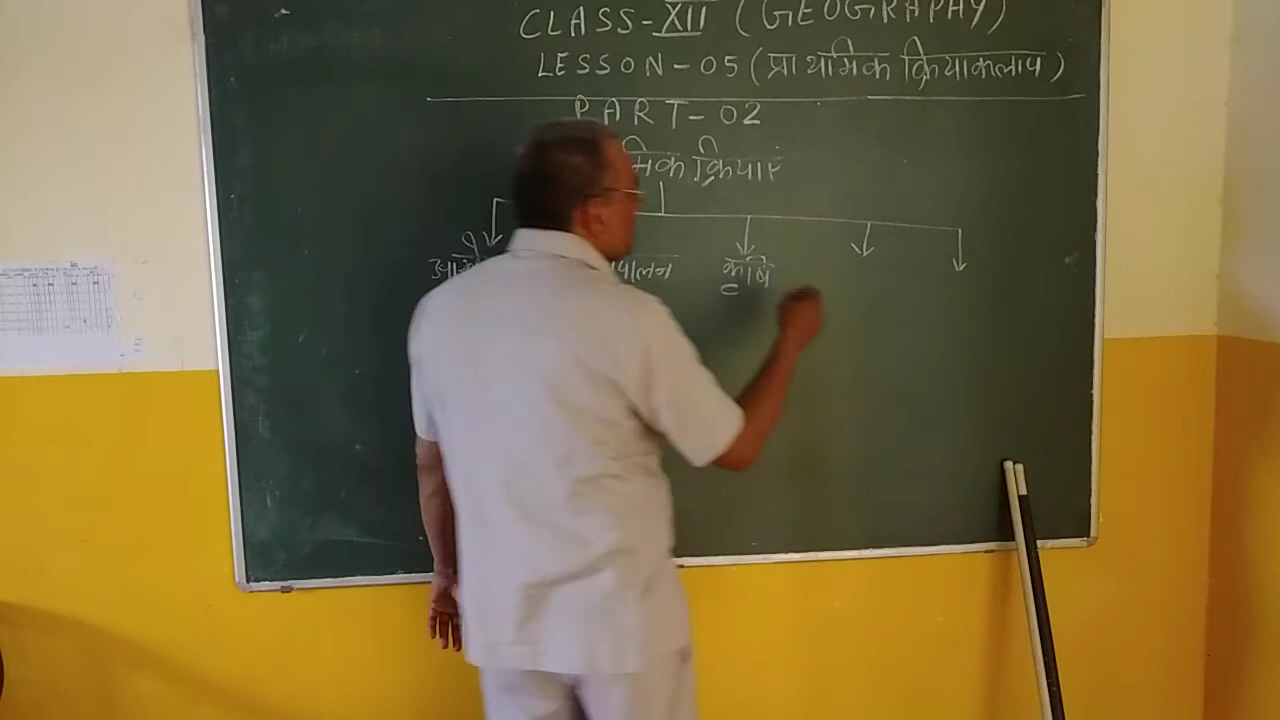 CLASS-XII (GEOGRAPHY)
LESSON-05 (प्राथमिक क्रियाकलाप)
PART-02
मिक क्रियाएं
पालन कृषि